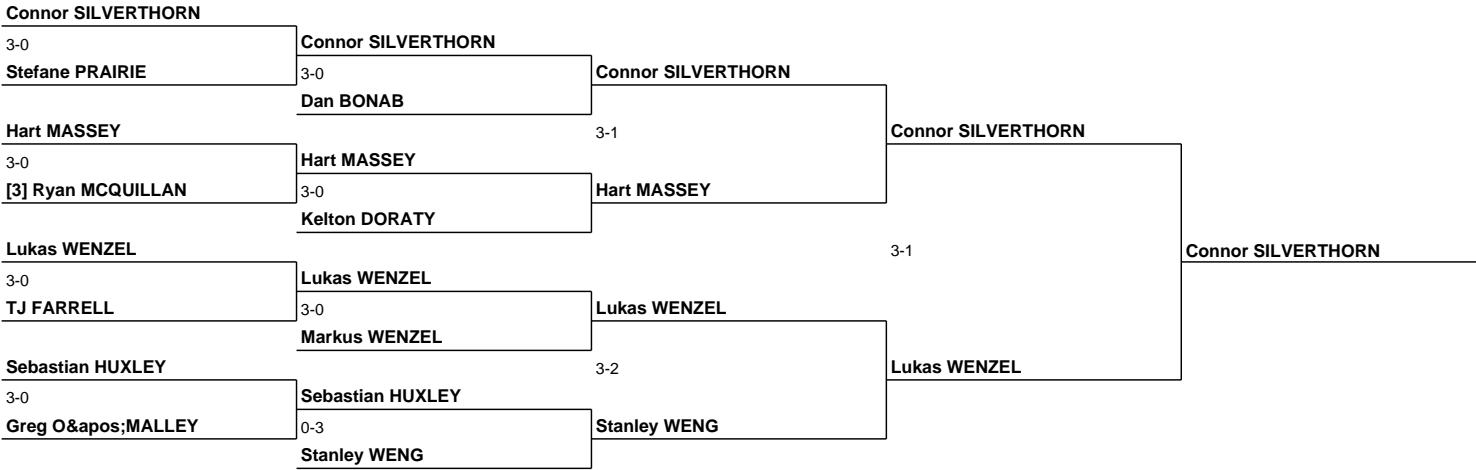 Connor SILVERTHORN
3-0
Connor SILVERTHORN
Stefane PRAIRIE
3-0
Connor SILVERTHORN
Dan BONAB
Hart MASSEY
3-1
Connor SILVERTHORN
3-0
Hart MASSEY
[3] Ryan MCQUILLAN
3-0
Hart MASSEY
Kelton DORATY
Lukas WENZEL
3-1
Connor SILVERTHORN
3-0
Lukas WENZEL
TJ FARRELL
3-0
Lukas WENZEL
Markus WENZEL
Sebastian HUXLEY
3-2
Lukas WENZEL
3-0
Sebastian HUXLEY
Greg O&amp;apos;MALLEY
0-3
Stanley WENG
Stanley WENG